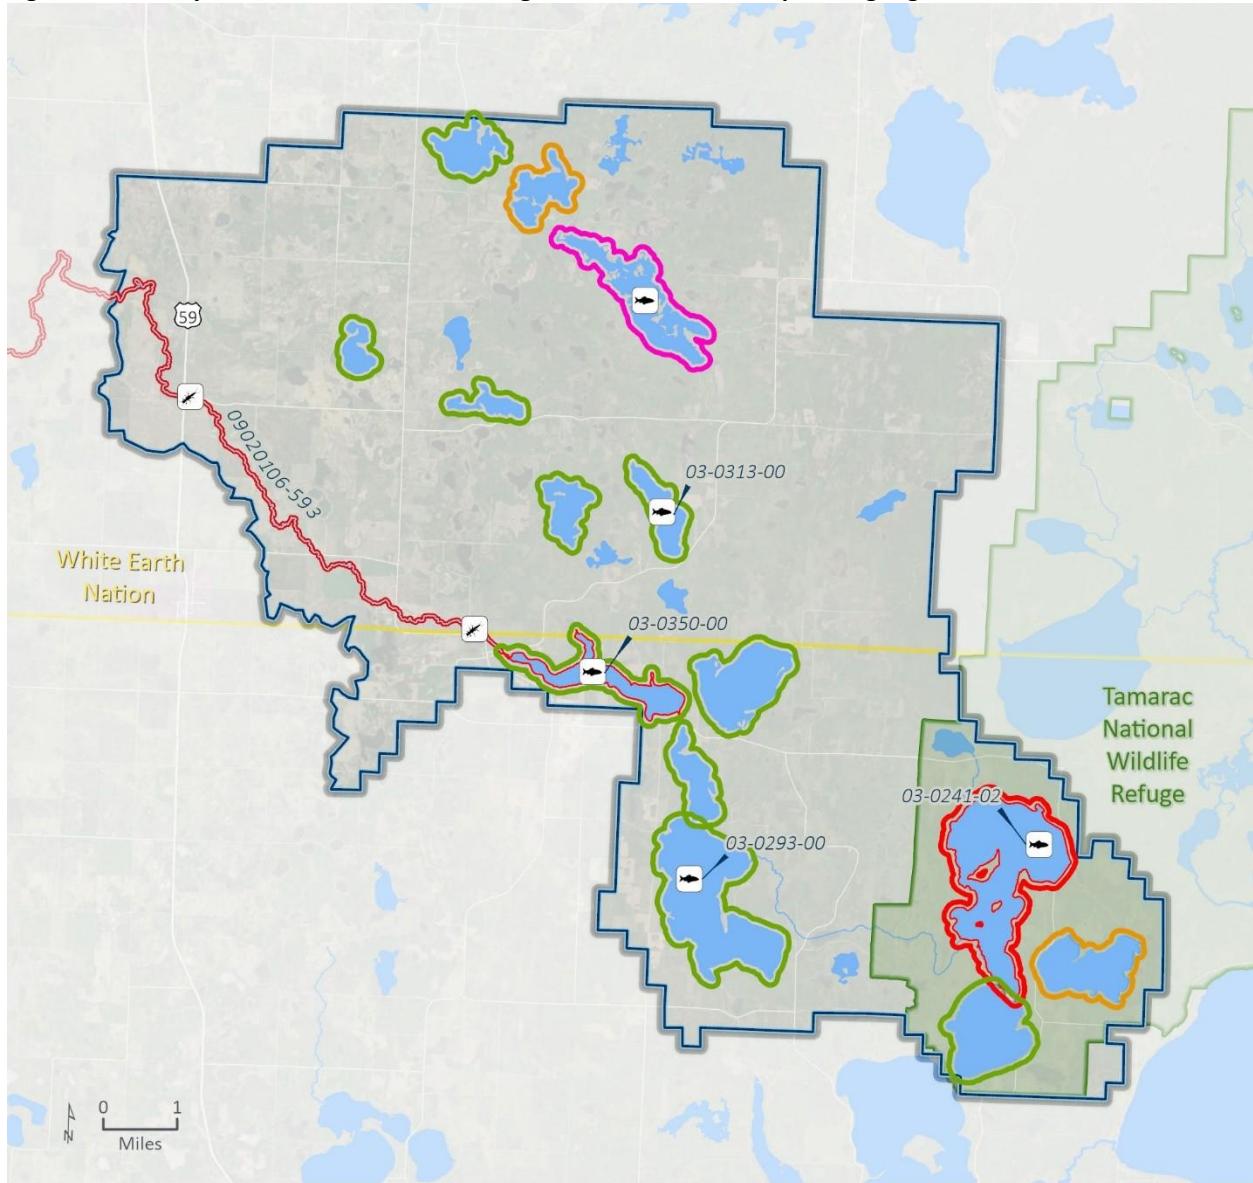 59
09020106-593
03-0313-00
White Earth
Nation
03-0350-00
Tamarac
National
Wildlife
Refuge
03-0241-02
03-0293-00
N
0 1
Miles